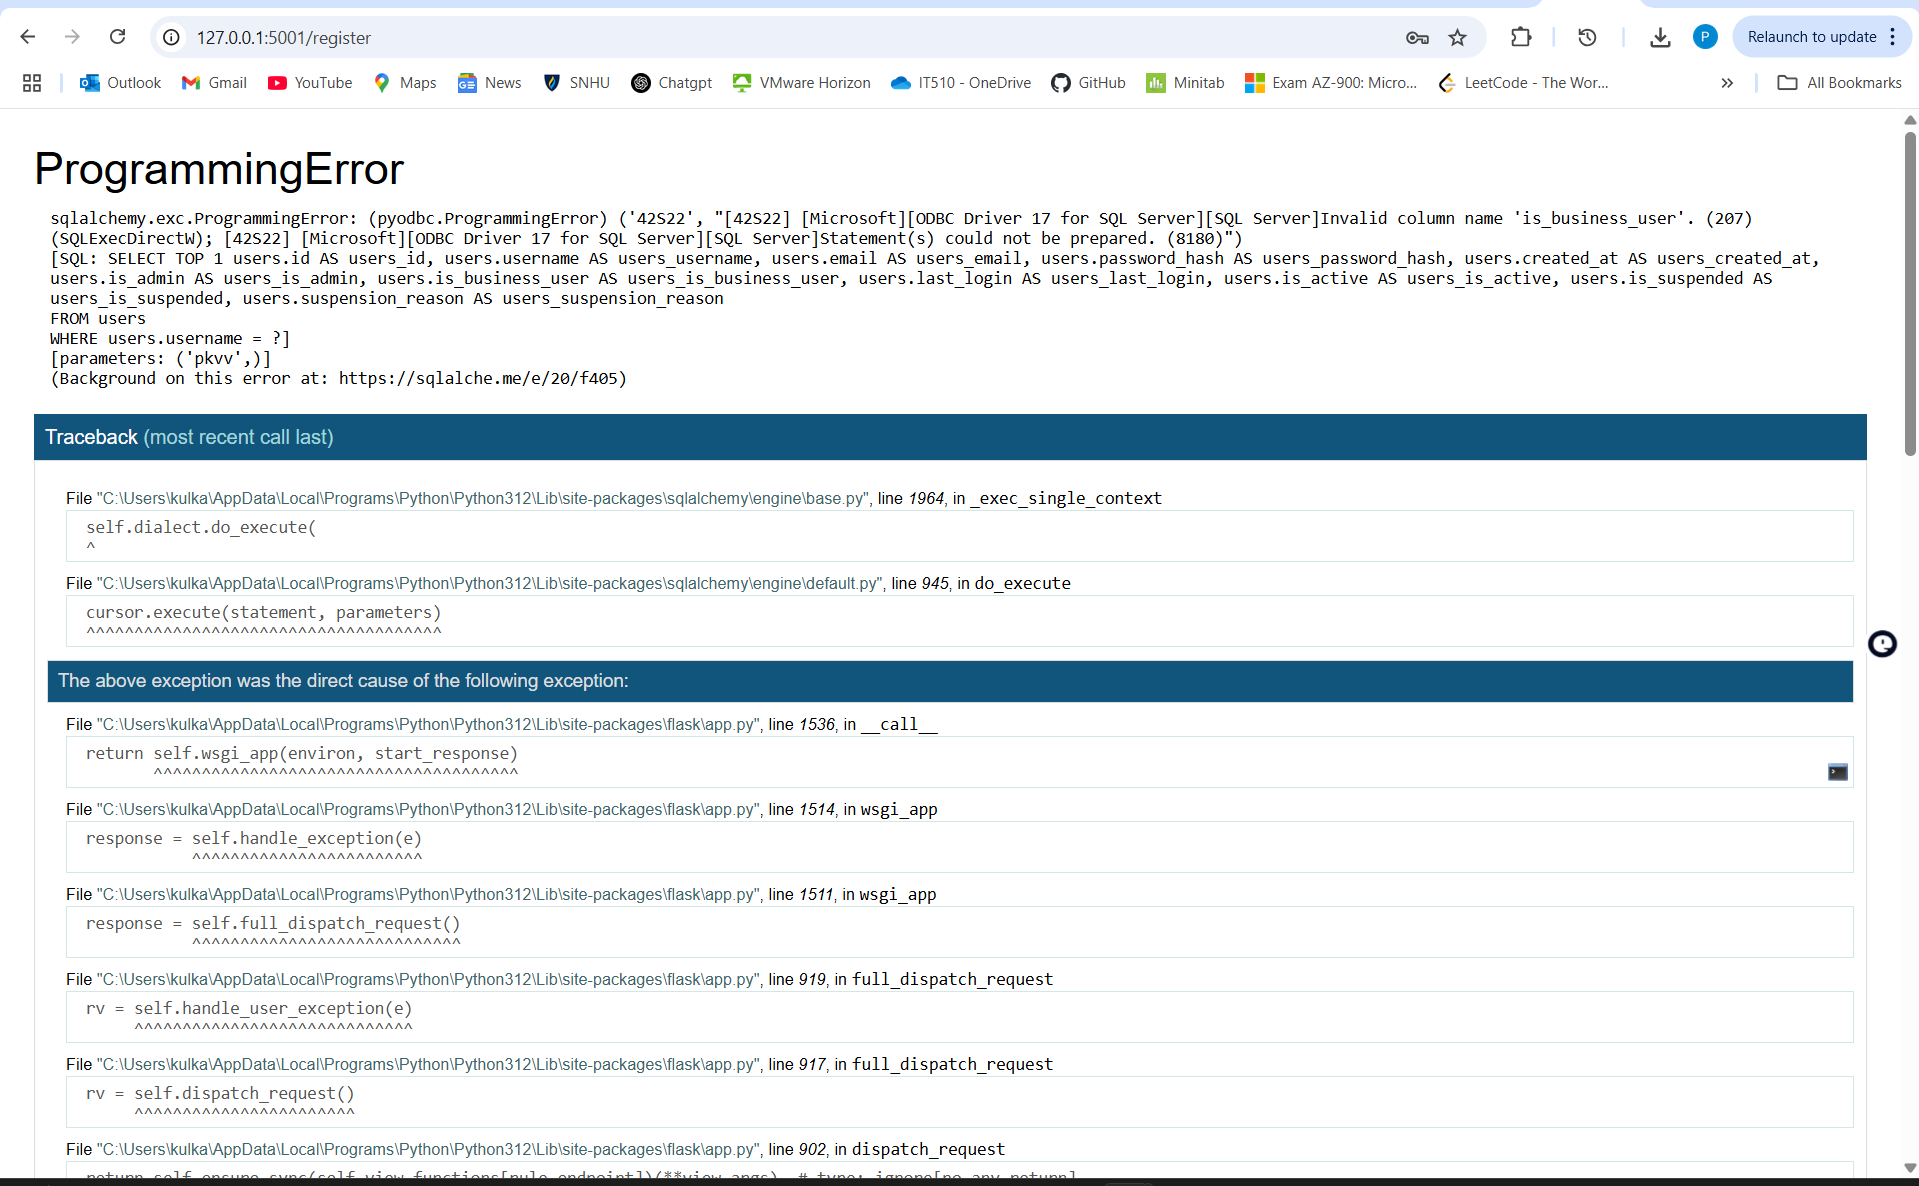 127.0.0.1:5001/register
P
Relaunch to update
Outlook
Gmail
YouTube
Maps
News
SNHU
Chatgpt
VMware Horizon
IT510 - OneDrive
GitHub
Minitab
Exam AZ-900: Micro...
LeetCode - The Wor...
»
All Bookmarks
ProgrammingError
sqlalchemy.exc.ProgrammingError: (pyodbc.ProgrammingError) ('42S22', "[42S22] [Microsoft][ODBC Driver 17 for SQL Server][SQL Server]Invalid column name 'is_business_user'. (207)
(SQLExecDirectW); [42S22] [Microsoft][ODBC Driver 17 for SQL Server][SQL Server]Statement(s) could not be prepared. (8180)")
[SQL: SELECT TOP 1 users.id AS users_id, users.username AS users_username, users.email AS users_email, users.password_hash AS users_password_hash, users.created_at AS users_created_at,
users.is_admin AS users_is_admin, users.is_business_user AS users_is_business_user, users.last_login AS users_last_login, users.is_active AS users_is_active, users.is_suspended AS
users_is_suspended, users.suspension_reason AS users_suspension_reason
FROM users
WHERE users.username = ?]
[parameters: ('pkvv',)]
(Background on this error at: https://sqlalche.me/e/20/f405)
Traceback (most recent call last)
File "C:\Users\kulka\AppData\Local\Programs\Python\Python312\Lib\site-packages\sqlalchemy\engine\base.py", line 1964, in _exec_single_context
self.dialect.do_execute(
^
File "C:\Users\kulka\AppData\Local\Programs\Python\Python312\Lib\site-packages\sqlalchemy\engine\default.py", line 945, in do_execute
cursor.execute(statement, parameters)
^^^^^^^^^^^^^^^^^^^^^^^^^^^^^^^^^^^^^
The above exception was the direct cause of the following exception:
File "C:\Users\kulka\AppData\Local\Programs\Python\Python312\Lib\site-packages\flask\app.py", line 1536, in __call__
return self.wsgi_app(environ, start_response)
^^^^^^^^^^^^^^^^^^^^^^^^^^^^^^^^^^^^^^
File "C:\Users\kulka\AppData\Local\Programs\Python\Python312\Lib\site-packages\flask\app.py", line 1514, in wsgi_app
response = self.handle_exception(e)
^^^^^^^^^^^^^^^^^^^^^^^^
File "C:\Users\kulka\AppData\Local\Programs\Python\Python312\Lib\site-packages\flask\app.py", line 1511, in wsgi_app
response = self.full_dispatch_request()
^^^^^^^^^^^^^^^^^^^^^^^^^^^^
File "C:\Users\kulka\AppData\Local\Programs\Python\Python312\Lib\site-packages\flask\app.py", line 919, in full_dispatch_request
rv = self.handle_user_exception(e)
^^^^^^^^^^^^^^^^^^^^^^^^^^^^^
File "C:\Users\kulka\AppData\Local\Programs\Python\Python312\Lib\site-packages\flask\app.py", line 917, in full_dispatch_request
rv = self.dispatch_request()
^^^^^^^^^^^^^^^^^^^^^^^
File "C:\Users\kulka\AppData\Local\Programs\Python\Python312\Lib\site-packages\flask\app.py", line 902, in dispatch_request
return self.ensure_sync(self.view_functions[rule.endpoint])(**view_args)  # type: ignore[no-any-return]